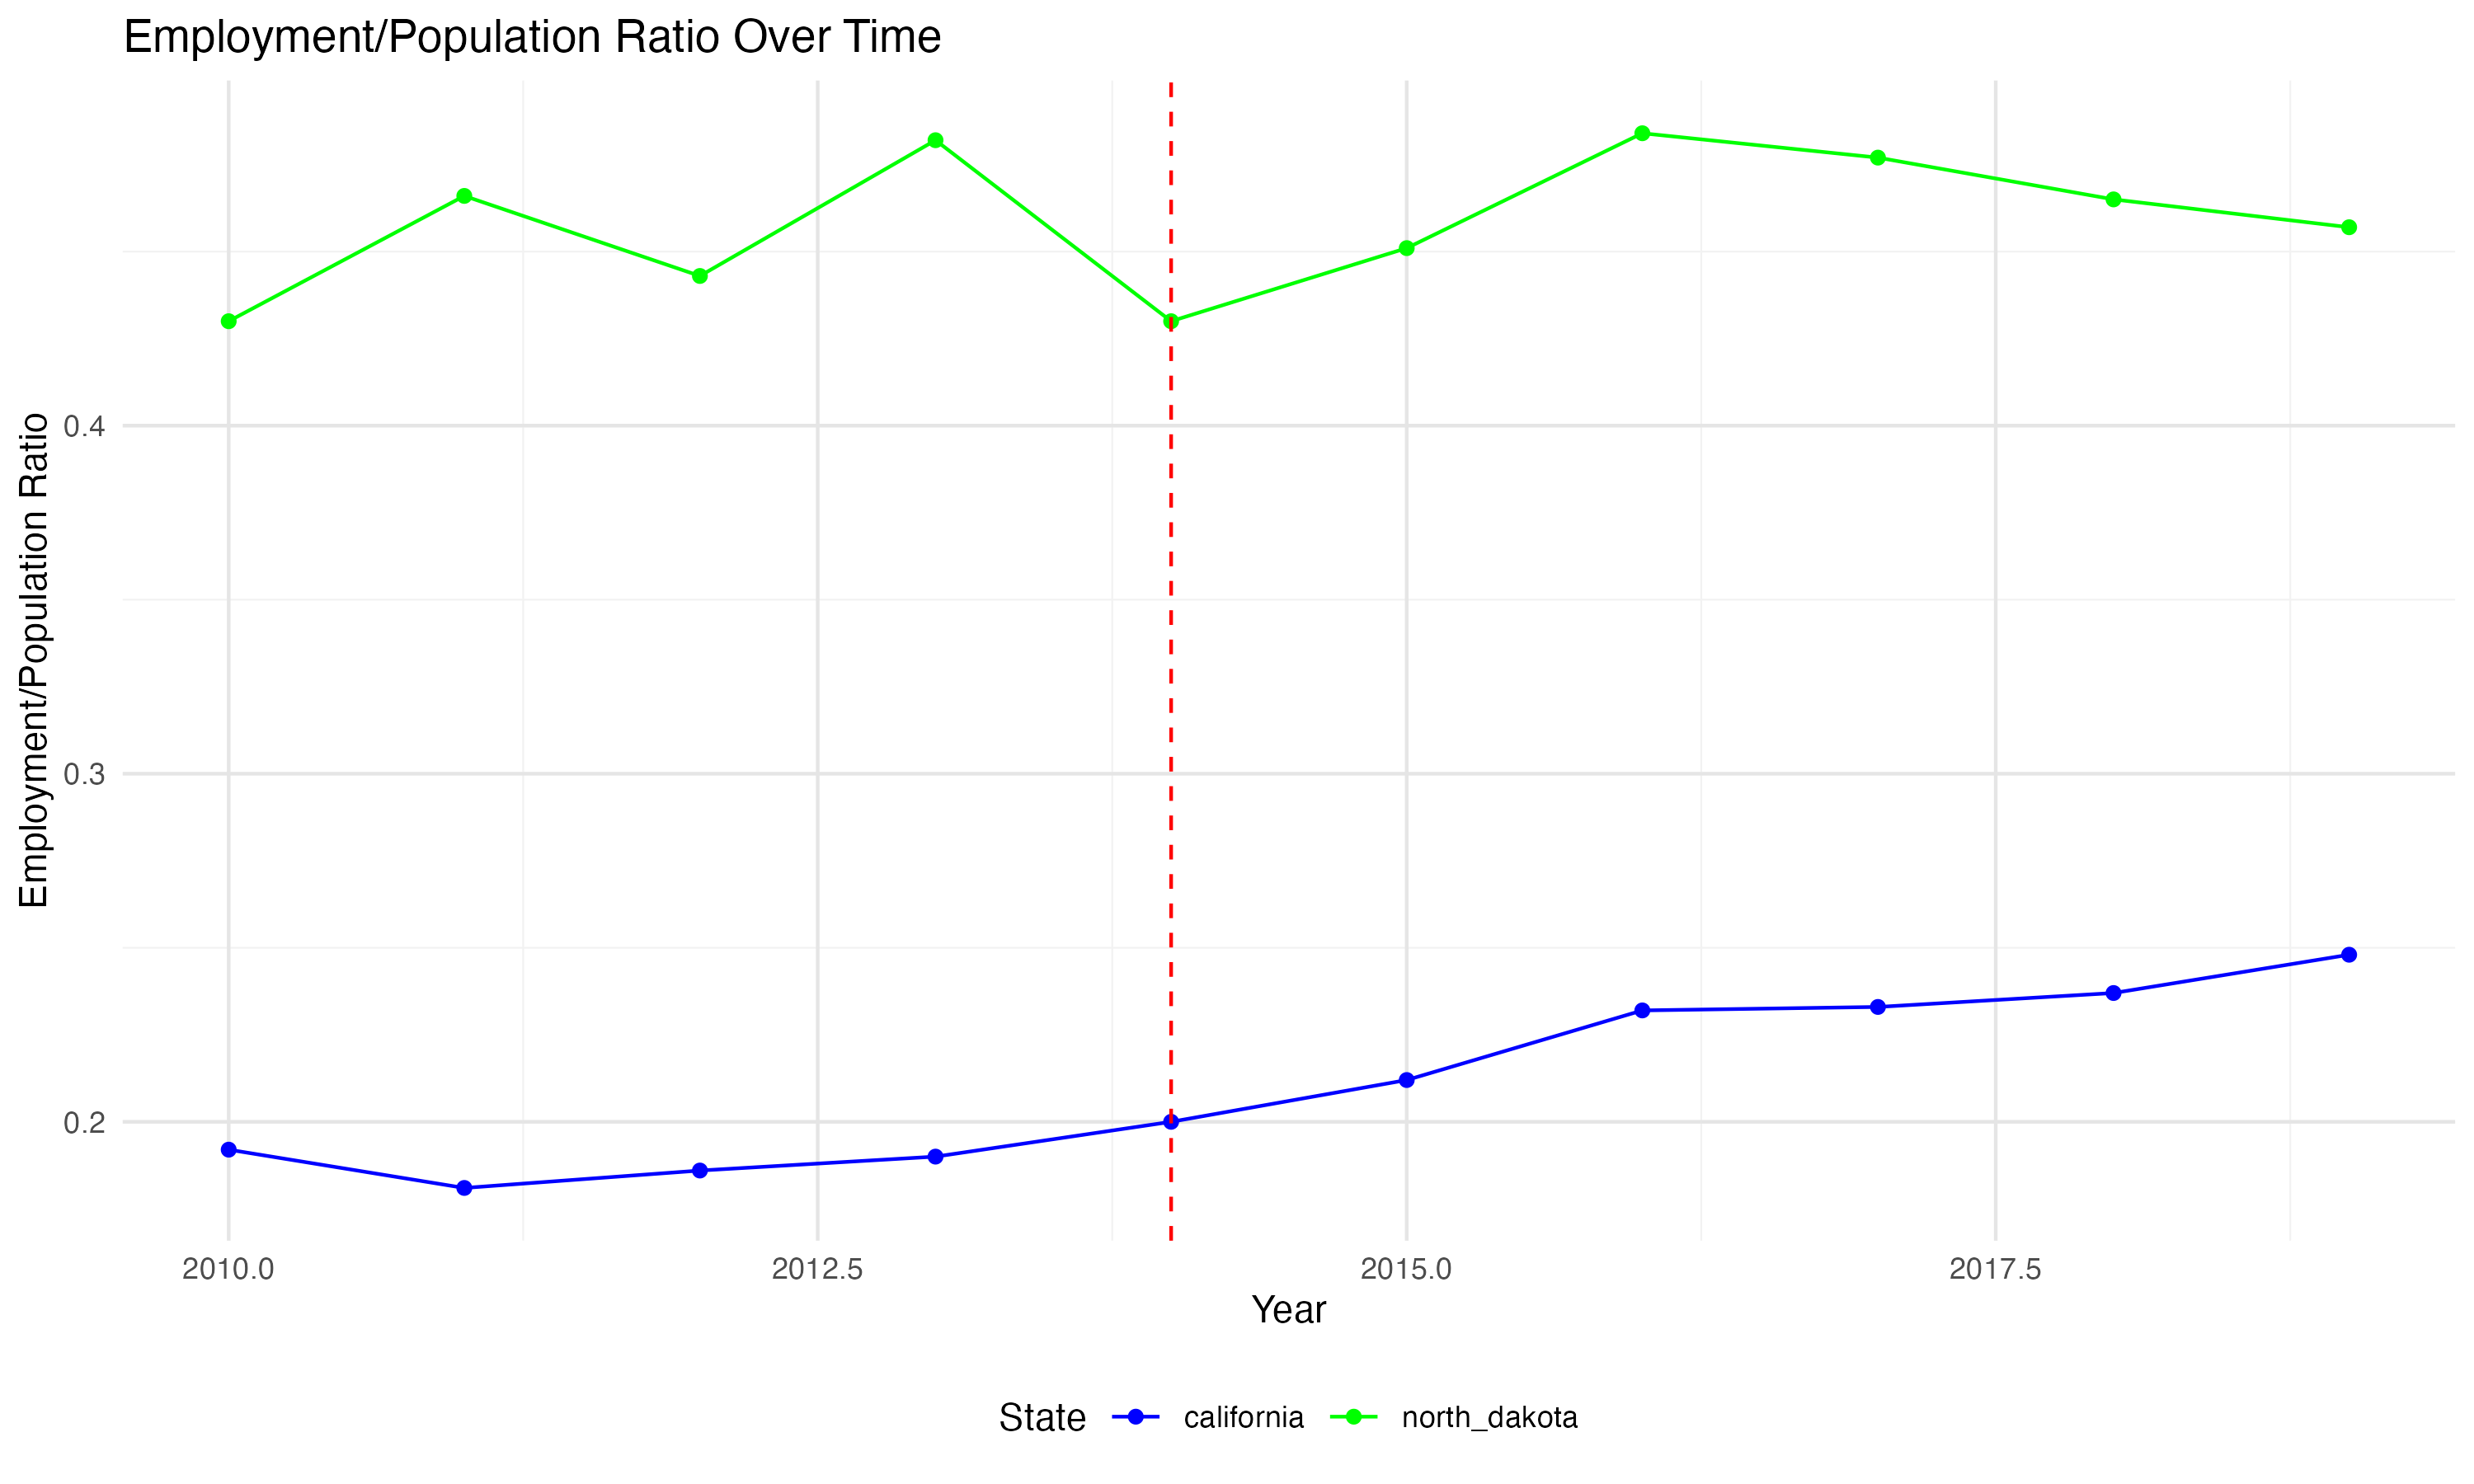 Employment/Population Ratio Over Time
Employment/Population Ratio
0.4
0.3
0.2
2010.0 2012.5 2015.0 2017.5
Year
State california north_dakota